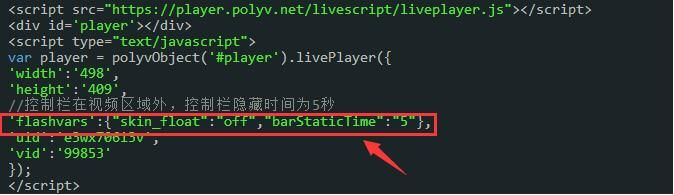 <script src="https://player.polyv.net/livescript/liveplayer.js"></script>
<div id='player'></div>
<script type="text/javascript">
var player = polyvObject('#player').livePlayer({
'width':'498',
'height':'409',
//控制栏在视频区域外，控制栏隐藏时间为5秒
'flashvars':{"skin_float":"off","barStaticTime":"5"},
'uid':'e3wx706i3v',
'vid':'99853'
});
</script>